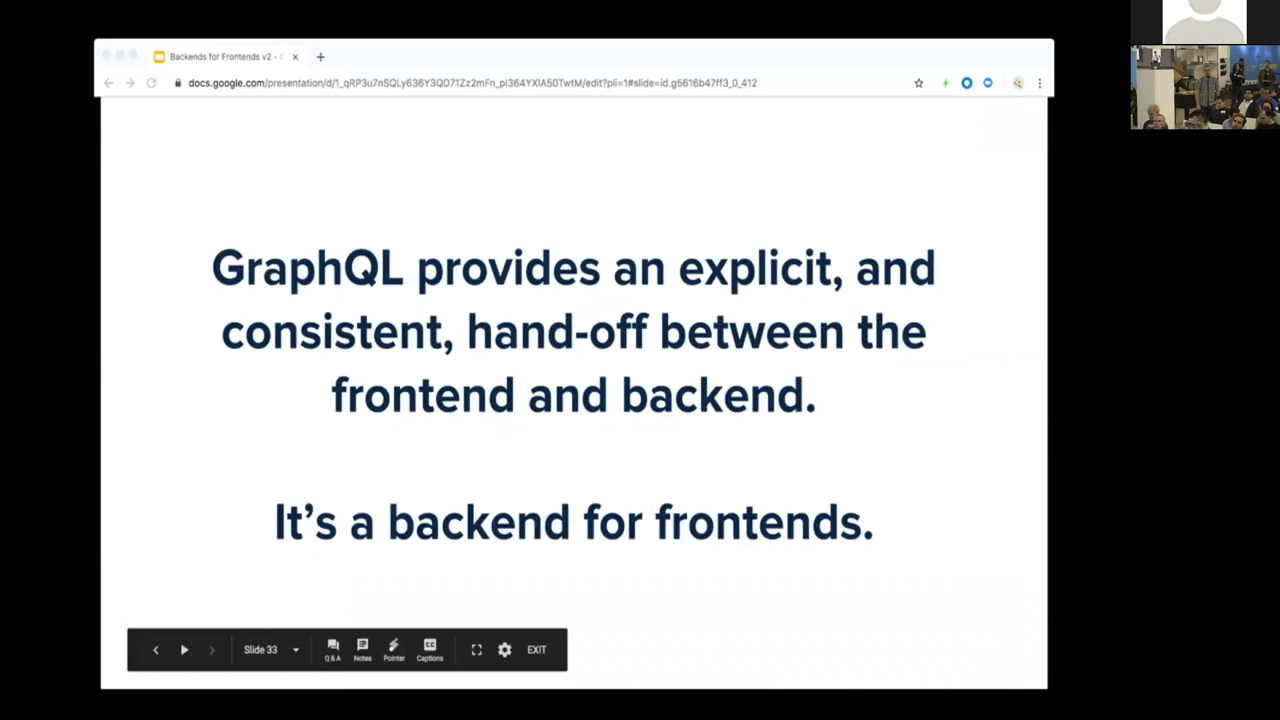 Backends for Frontends v2 -
docs.google.com/presentation/d/1_qRP3u7nSQLy636Y3QD71Zz2mFn_pI364YXIA50TwtM/edit?pli=1#slide=id.g5616b47ff3_0_412
GraphQL provides an explicit, and
consistent, hand-off between the
frontend and backend.
It’s a backend for frontends.
Slide 33
Q&A
Notes
Pointer
Captions
EXIT